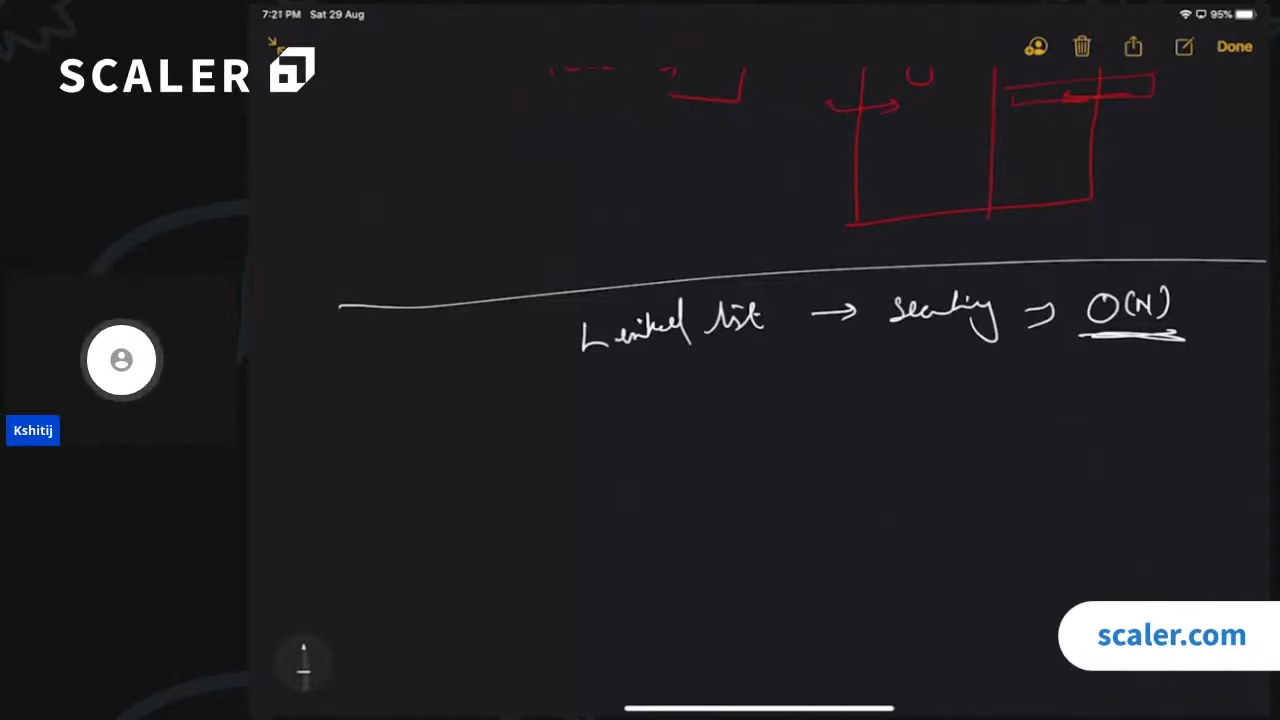 7:21 PM Sat 29 Aug
95%
Done
SCALER
Linked list → searching ⇒ O(N)
Kshitij
scaler.com